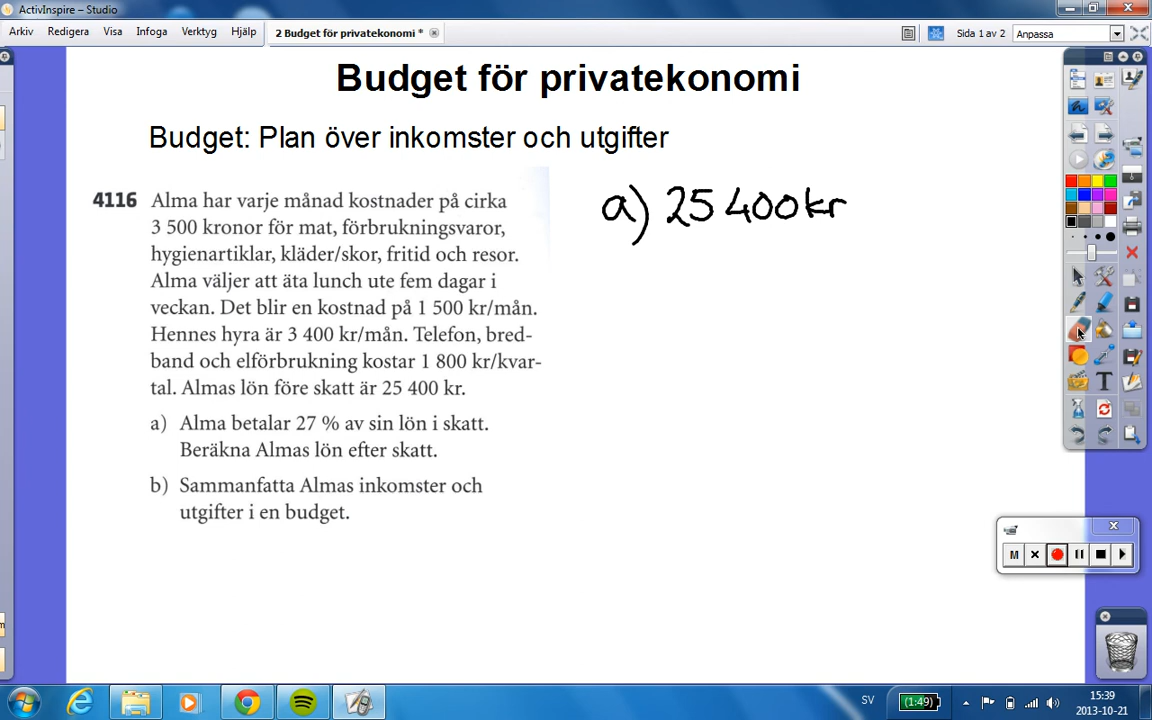 ActivInspire – Studio
Arkiv Redigera Visa Infoga Verktyg Hjälp
2 Budget för privatekonomi *
Sida 1 av 2
Anpassa
Budget för privatekonomi
Budget: Plan över inkomster och utgifter
4116 Alma har varje månad kostnader på cirka
3 500 kronor för mat, förbrukningsvaror,
hygienartiklar, kläder/skor, fritid och resor.
Alma väljer att äta lunch ute fem dagar i
veckan. Det blir en kostnad på 1 500 kr/mån.
Hennes hyra är 3 400 kr/mån. Telefon, bred-
band och elförbrukning kostar 1 800 kr/kvar-
tal. Almas lön före skatt är 25 400 kr.
a) Alma betalar 27 % av sin lön i skatt.
Beräkna Almas lön efter skatt.
b) Sammanfatta Almas inkomster och
utgifter i en budget.
a) 25 400kr
M
SV
(1:49)
15:39
2013-10-21